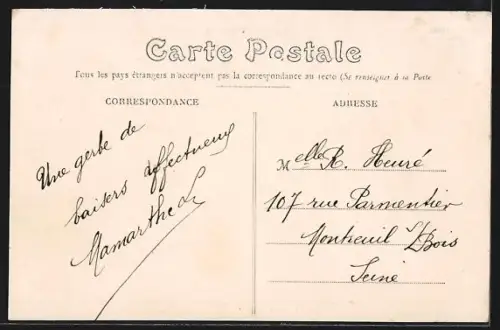 Carte Postale
Tous les pays étrangers n'acceptent pas la correspondance au recto (Se renseigner à la Poste
CORRESPONDANCE
ADRESSE
Une gerbe de
baisers affectueux
Mamarthe L
Melle R. Heuré
107 rue Parmentier
Montreuil s/ Bois
Seine